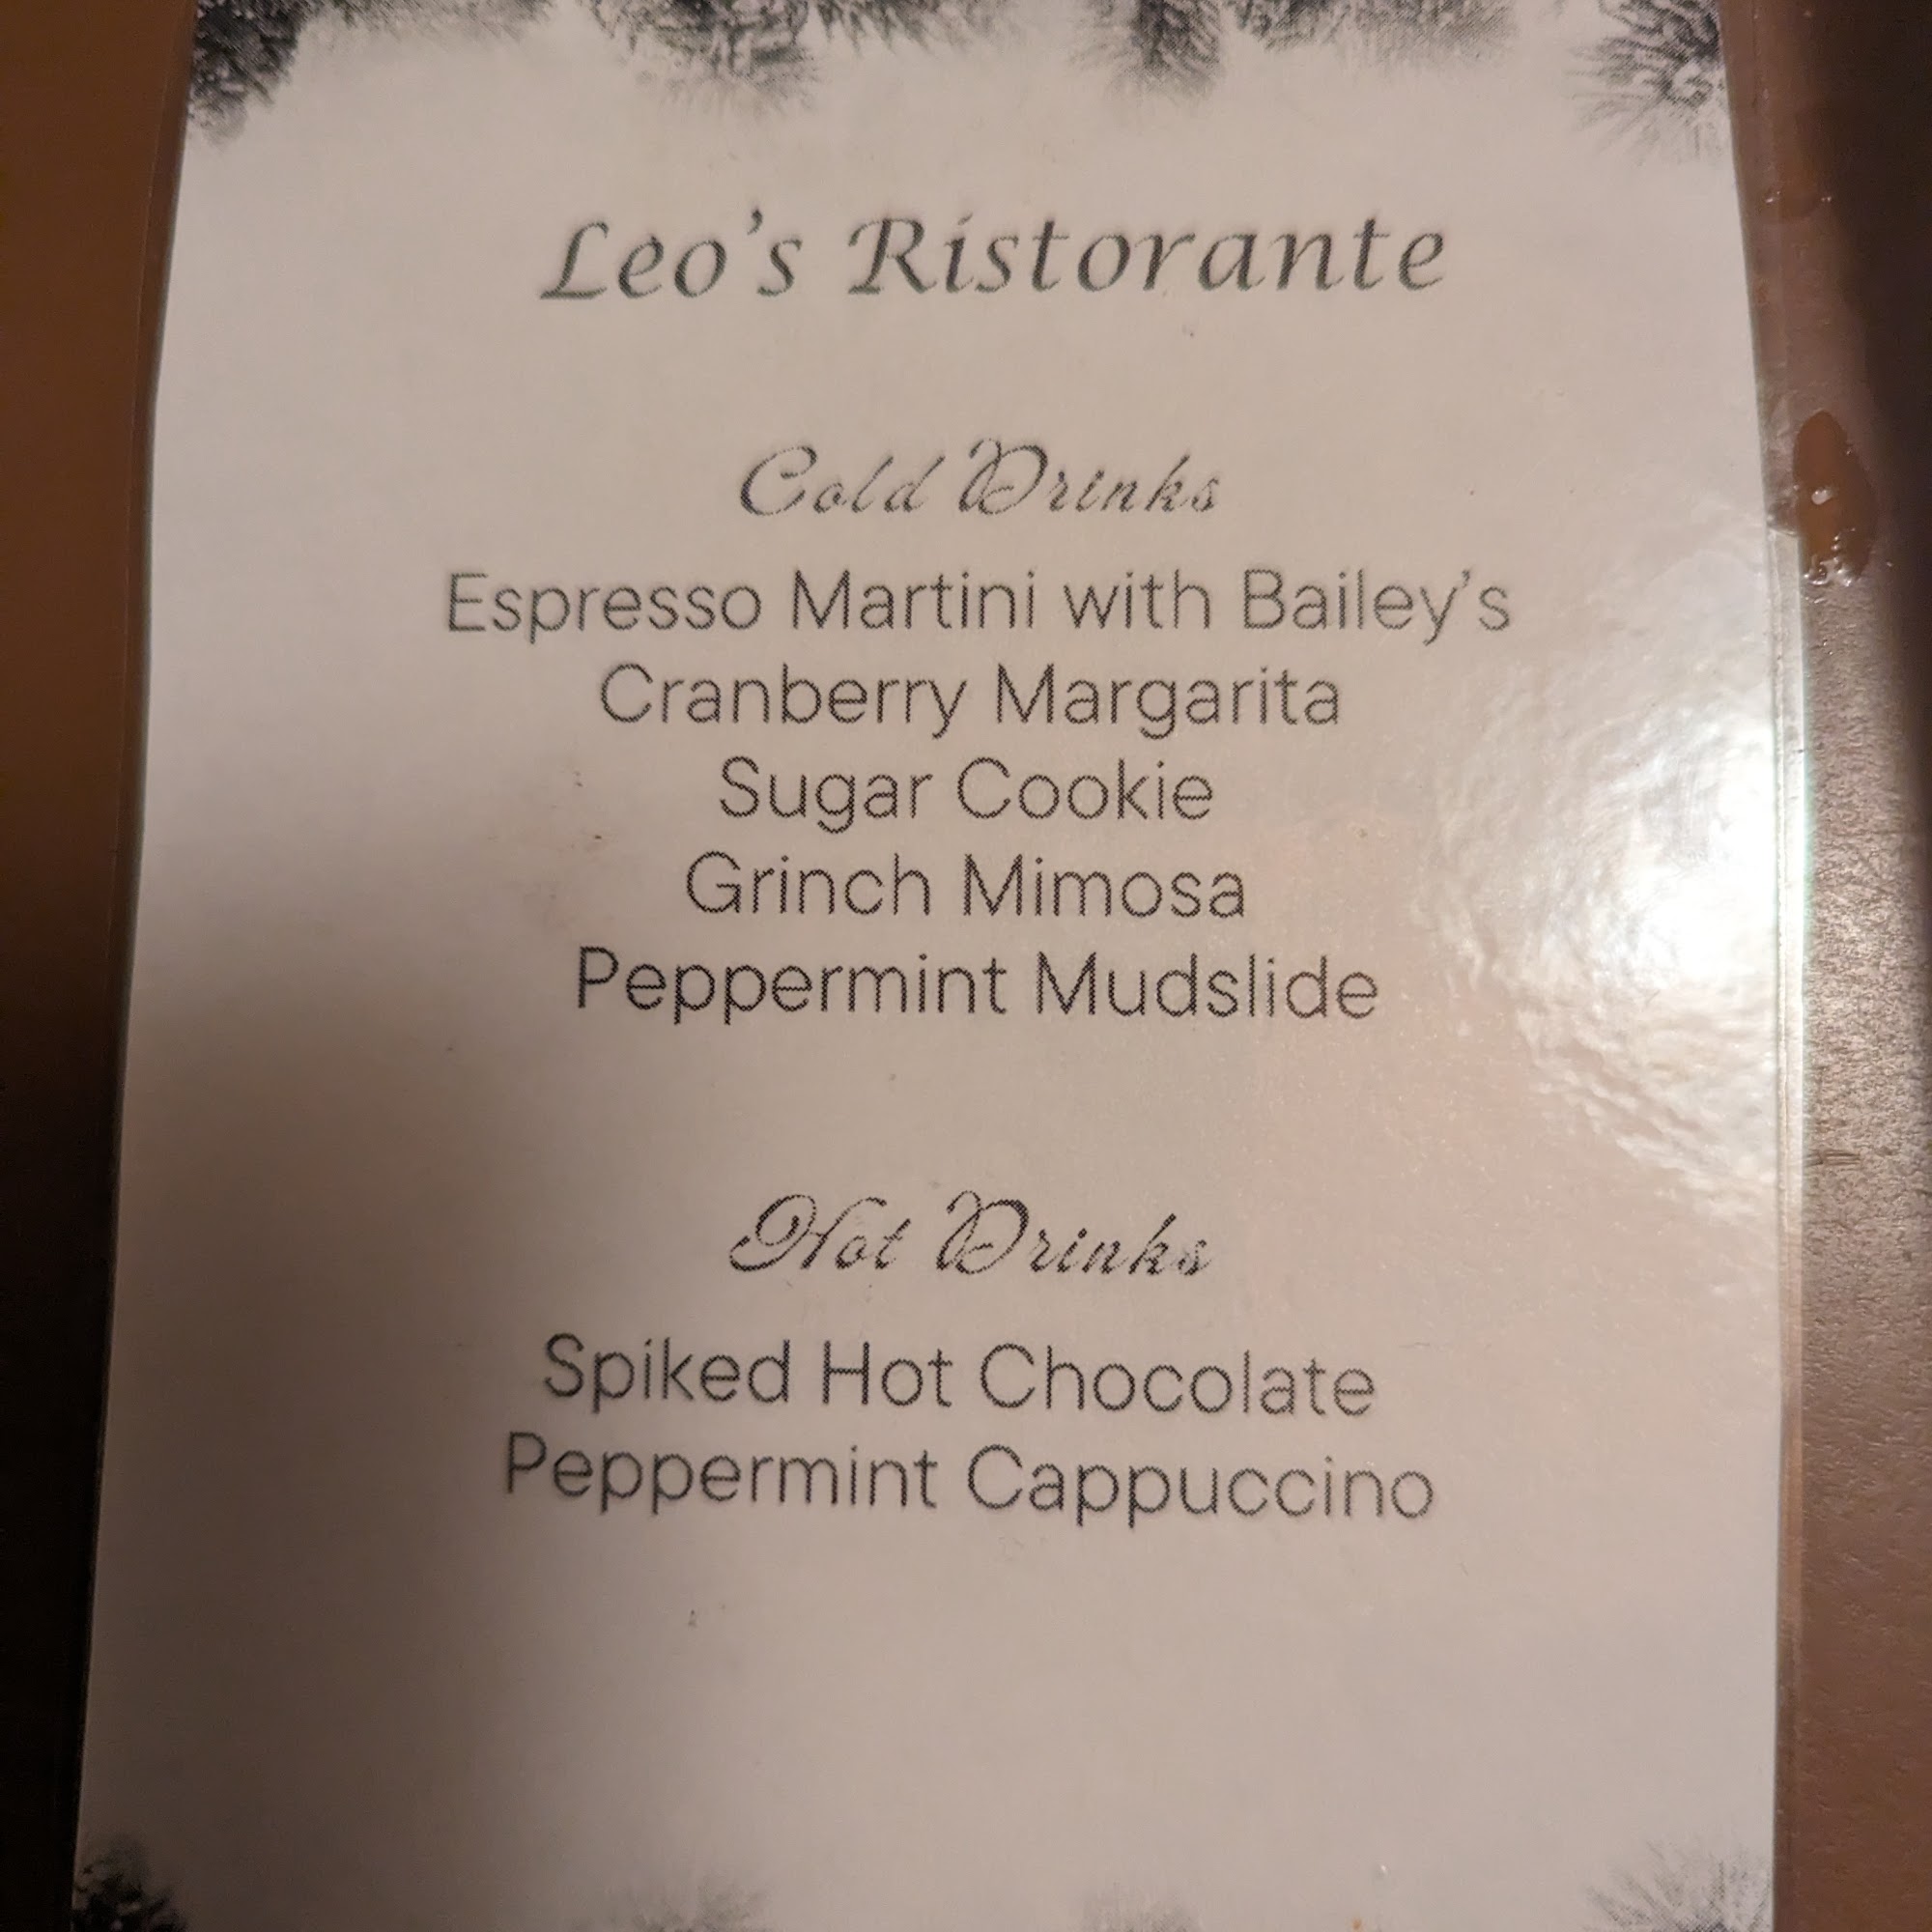 Leo's Ristorante
Cold Drinks
Espresso Martini with Bailey's
Cranberry Margarita
Sugar Cookie
Grinch Mimosa
Peppermint Mudslide
Hot Drinks
Spiked Hot Chocolate
Peppermint Cappuccino